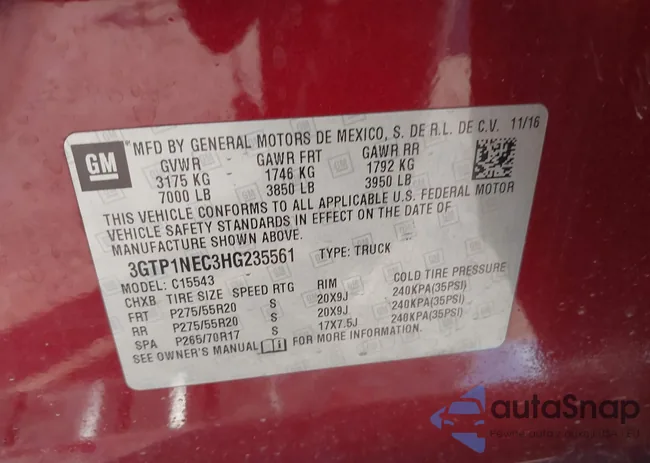 GM
MFD BY GENERAL MOTORS DE MEXICO, S. DE R.L. DE C.V. 11/16
GVWR GAWR FRT GAWR RR
3175 KG 1746 KG 1792 KG
7000 LB 3850 LB 3950 LB
THIS VEHICLE CONFORMS TO ALL APPLICABLE U.S. FEDERAL MOTOR
VEHICLE SAFETY STANDARDS IN EFFECT ON THE DATE OF
MANUFACTURE SHOWN ABOVE.
3GTP1NEC3HG235561 TYPE: TRUCK
MODEL: C15543
CHXB TIRE SIZE SPEED RTG RIM COLD TIRE PRESSURE
FRT P275/55R20 S 20X9J 240KPA(35PSI)
RR P275/55R20 S 20X9J 240KPA(35PSI)
SPA P265/70R17 S 17X7.5J 240KPA(35PSI)
SEE OWNER'S MANUAL FOR MORE INFORMATION.
autoSnap